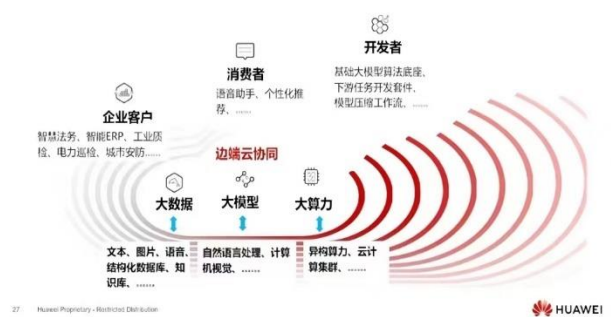 开发者
基础大模型算法底座、
下游任务开发套件、
模型压缩工作流、……
消费者
语音助手、个性化推
荐、……
企业客户
智慧法务、智能ERP、工业质
检、电力巡检、城市安防……
边端云协同
大数据
大模型
大算力
文本、图片、语音、
结构化数据库、知
识库、……
自然语言处理、计算
机视觉、……
异构算力、云计
算集群、……
27 Huawei Proprietary - Restricted Distribution
HUAWEI